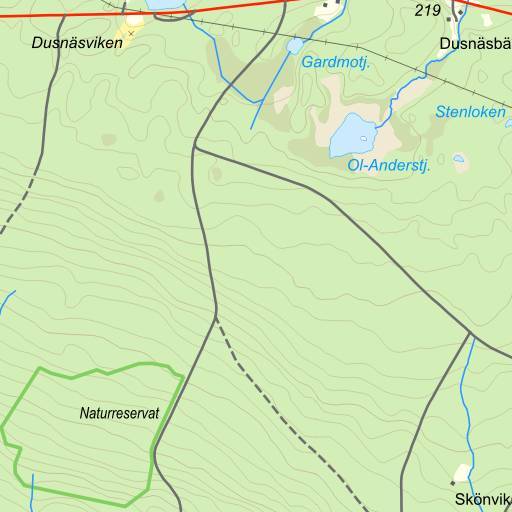 219
Dusnäsviken
Dusnäsbä
Gardmotj.
Stenloken
Ol-Anderstj.
Naturreservat
Skönvik